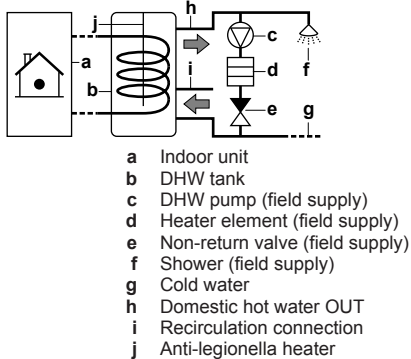 h
j
c
a
i
d
f
b
e
g
a Indoor unit
b DHW tank
c DHW pump (field supply)
d Heater element (field supply)
e Non-return valve (field supply)
f Shower (field supply)
g Cold water
h Domestic hot water OUT
i Recirculation connection
j Anti-legionella heater